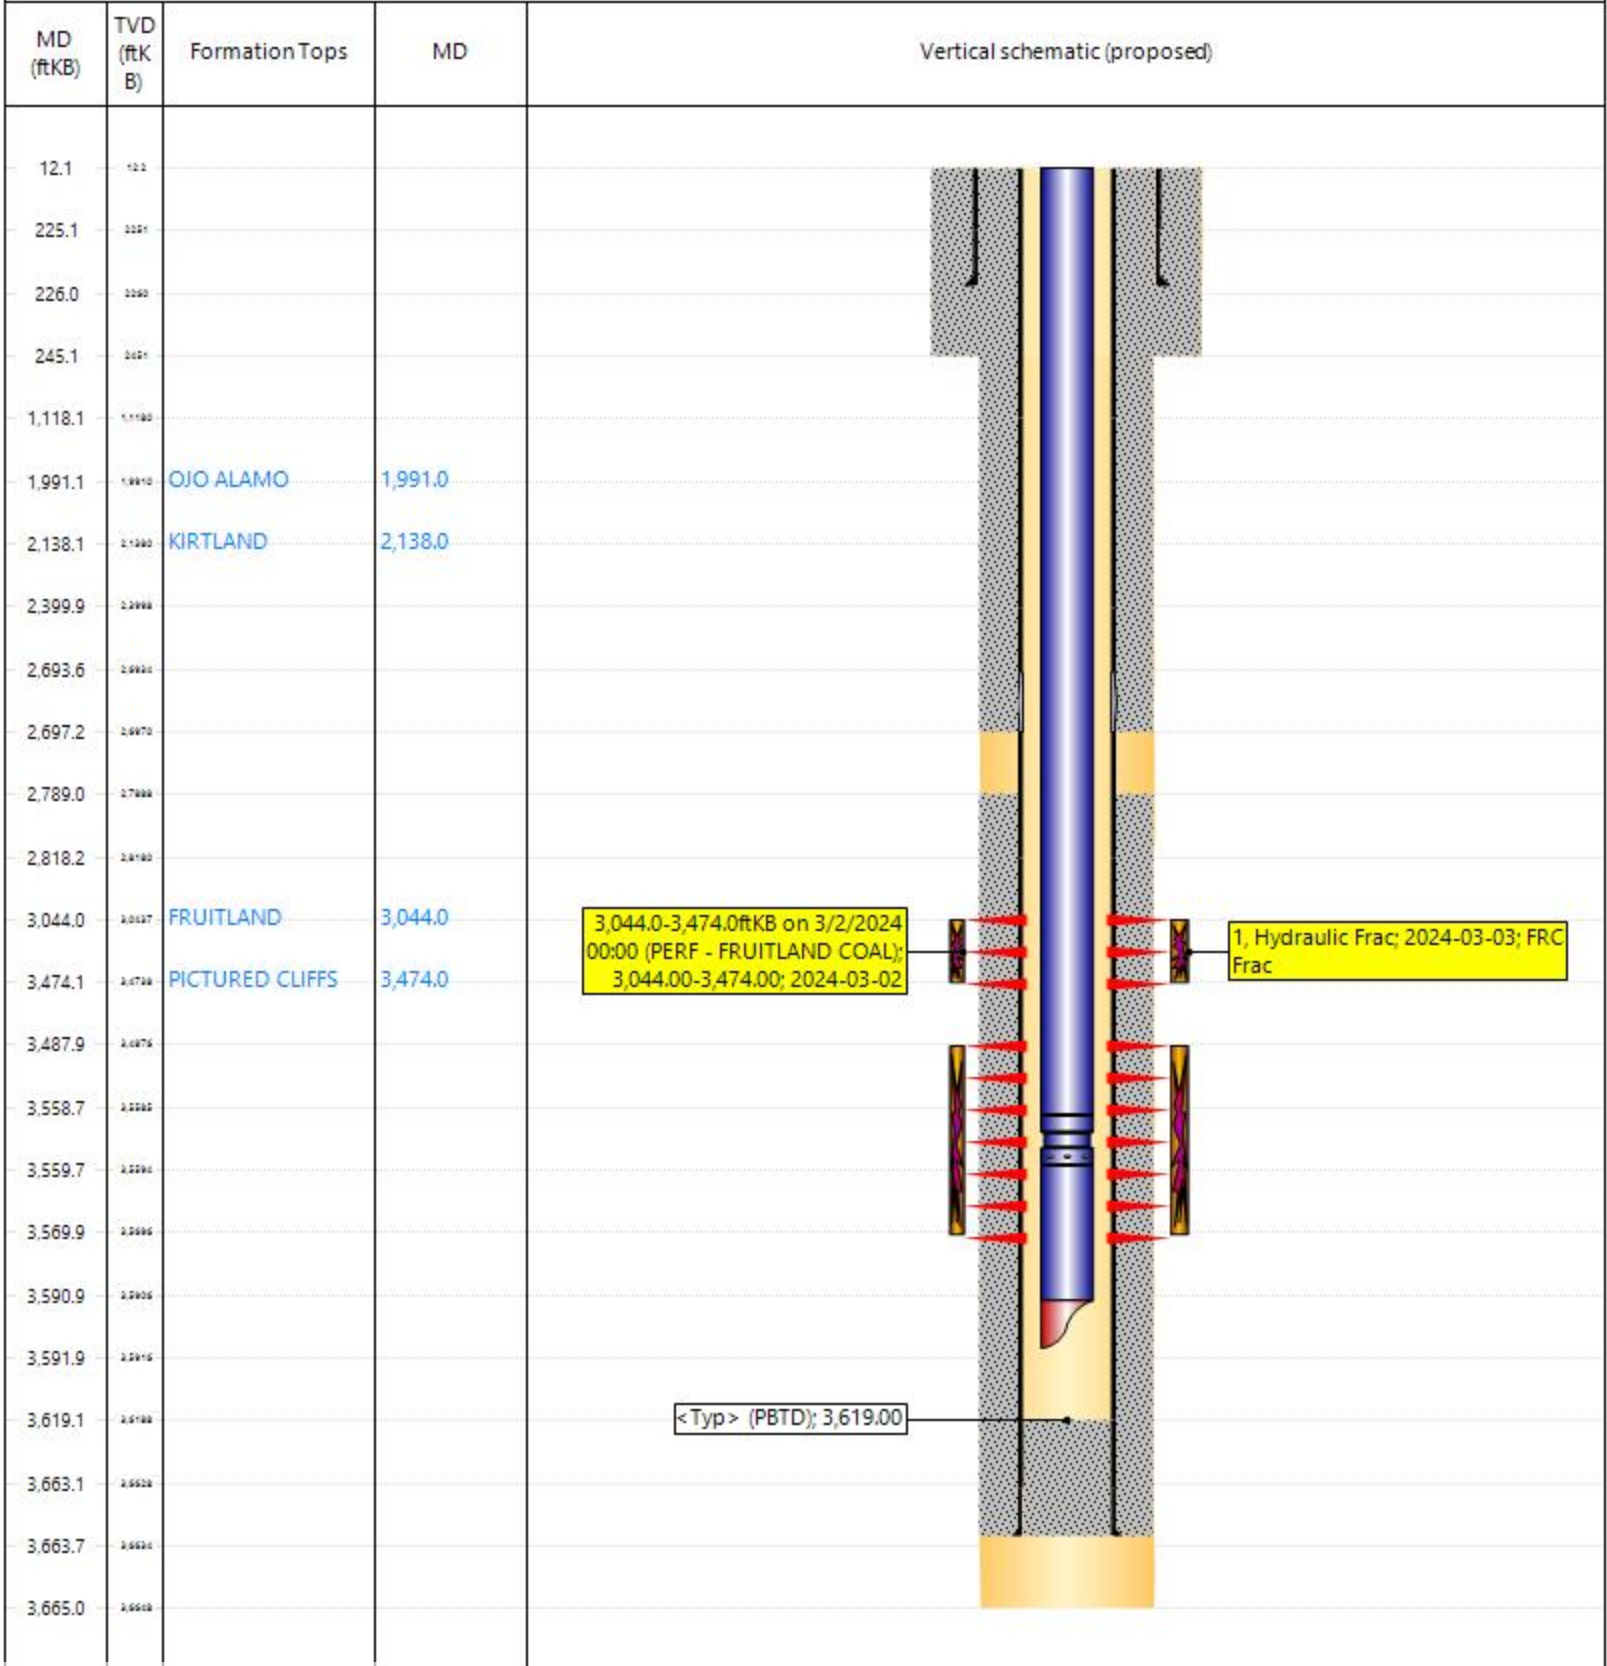 MD
(ftKB)
TVD
(ftK
B)
Formation Tops
MD
Vertical schematic (proposed)
12.1
225.1
226.0
245.1
1,118.1
1,991.1 OJO ALAMO 1,991.0
2,138.1 KIRTLAND 2,138.0
2,399.9
2,693.6
2,697.2
2,789.0
2,818.2
3,044.0 FRUITLAND 3,044.0
3,044.0-3,474.0ftKB on 3/2/2024
00:00 (PERF - FRUITLAND COAL);
3,044.00-3,474.00; 2024-03-02
1, Hydraulic Frac; 2024-03-03; FRC
Frac
3,474.1 PICTURED CLIFFS 3,474.0
3,487.9
3,558.7
3,559.7
3,569.9
3,590.9
3,591.9
3,619.1
<Typ> (PBTD); 3,619.00
3,663.1
3,663.7
3,665.0